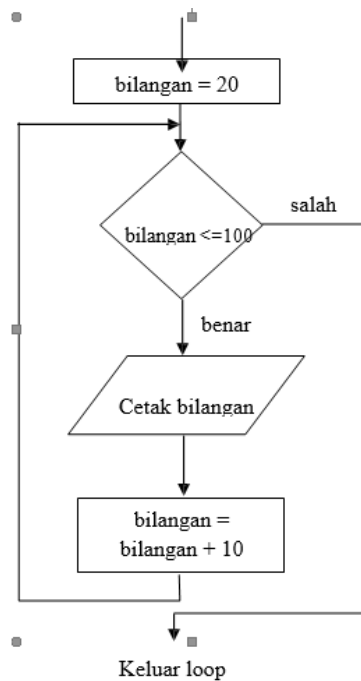 bilangan = 20
bilangan <=100
salah
benar
Cetak bilangan
bilangan =
bilangan + 10
Keluar loop